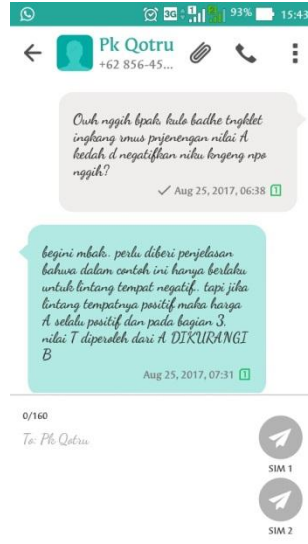 3G 93% 15:43
Pk Qotru
+62 856-45...
Owh nggih bpak, kulo badhe tngklet
ingkang rmus pnjenengan nilai A
kedah d negatifkan niku kngeng npo
nggih?
✓ Aug 25, 2017, 06:38 1
begini mbak.. perlu diberi penjelasan
bahwa dalam contoh ini hanya berlaku
untuk lintang tempat negatif.. tapi jika
lintang tempatnya positif maka harga
A selalu positif dan pada bagian 3.
nilai T diperoleh dari A DIKURANGI
B
Aug 25, 2017, 07:31 1
0/160
To: Pk Qotru
SIM 1
SIM 2